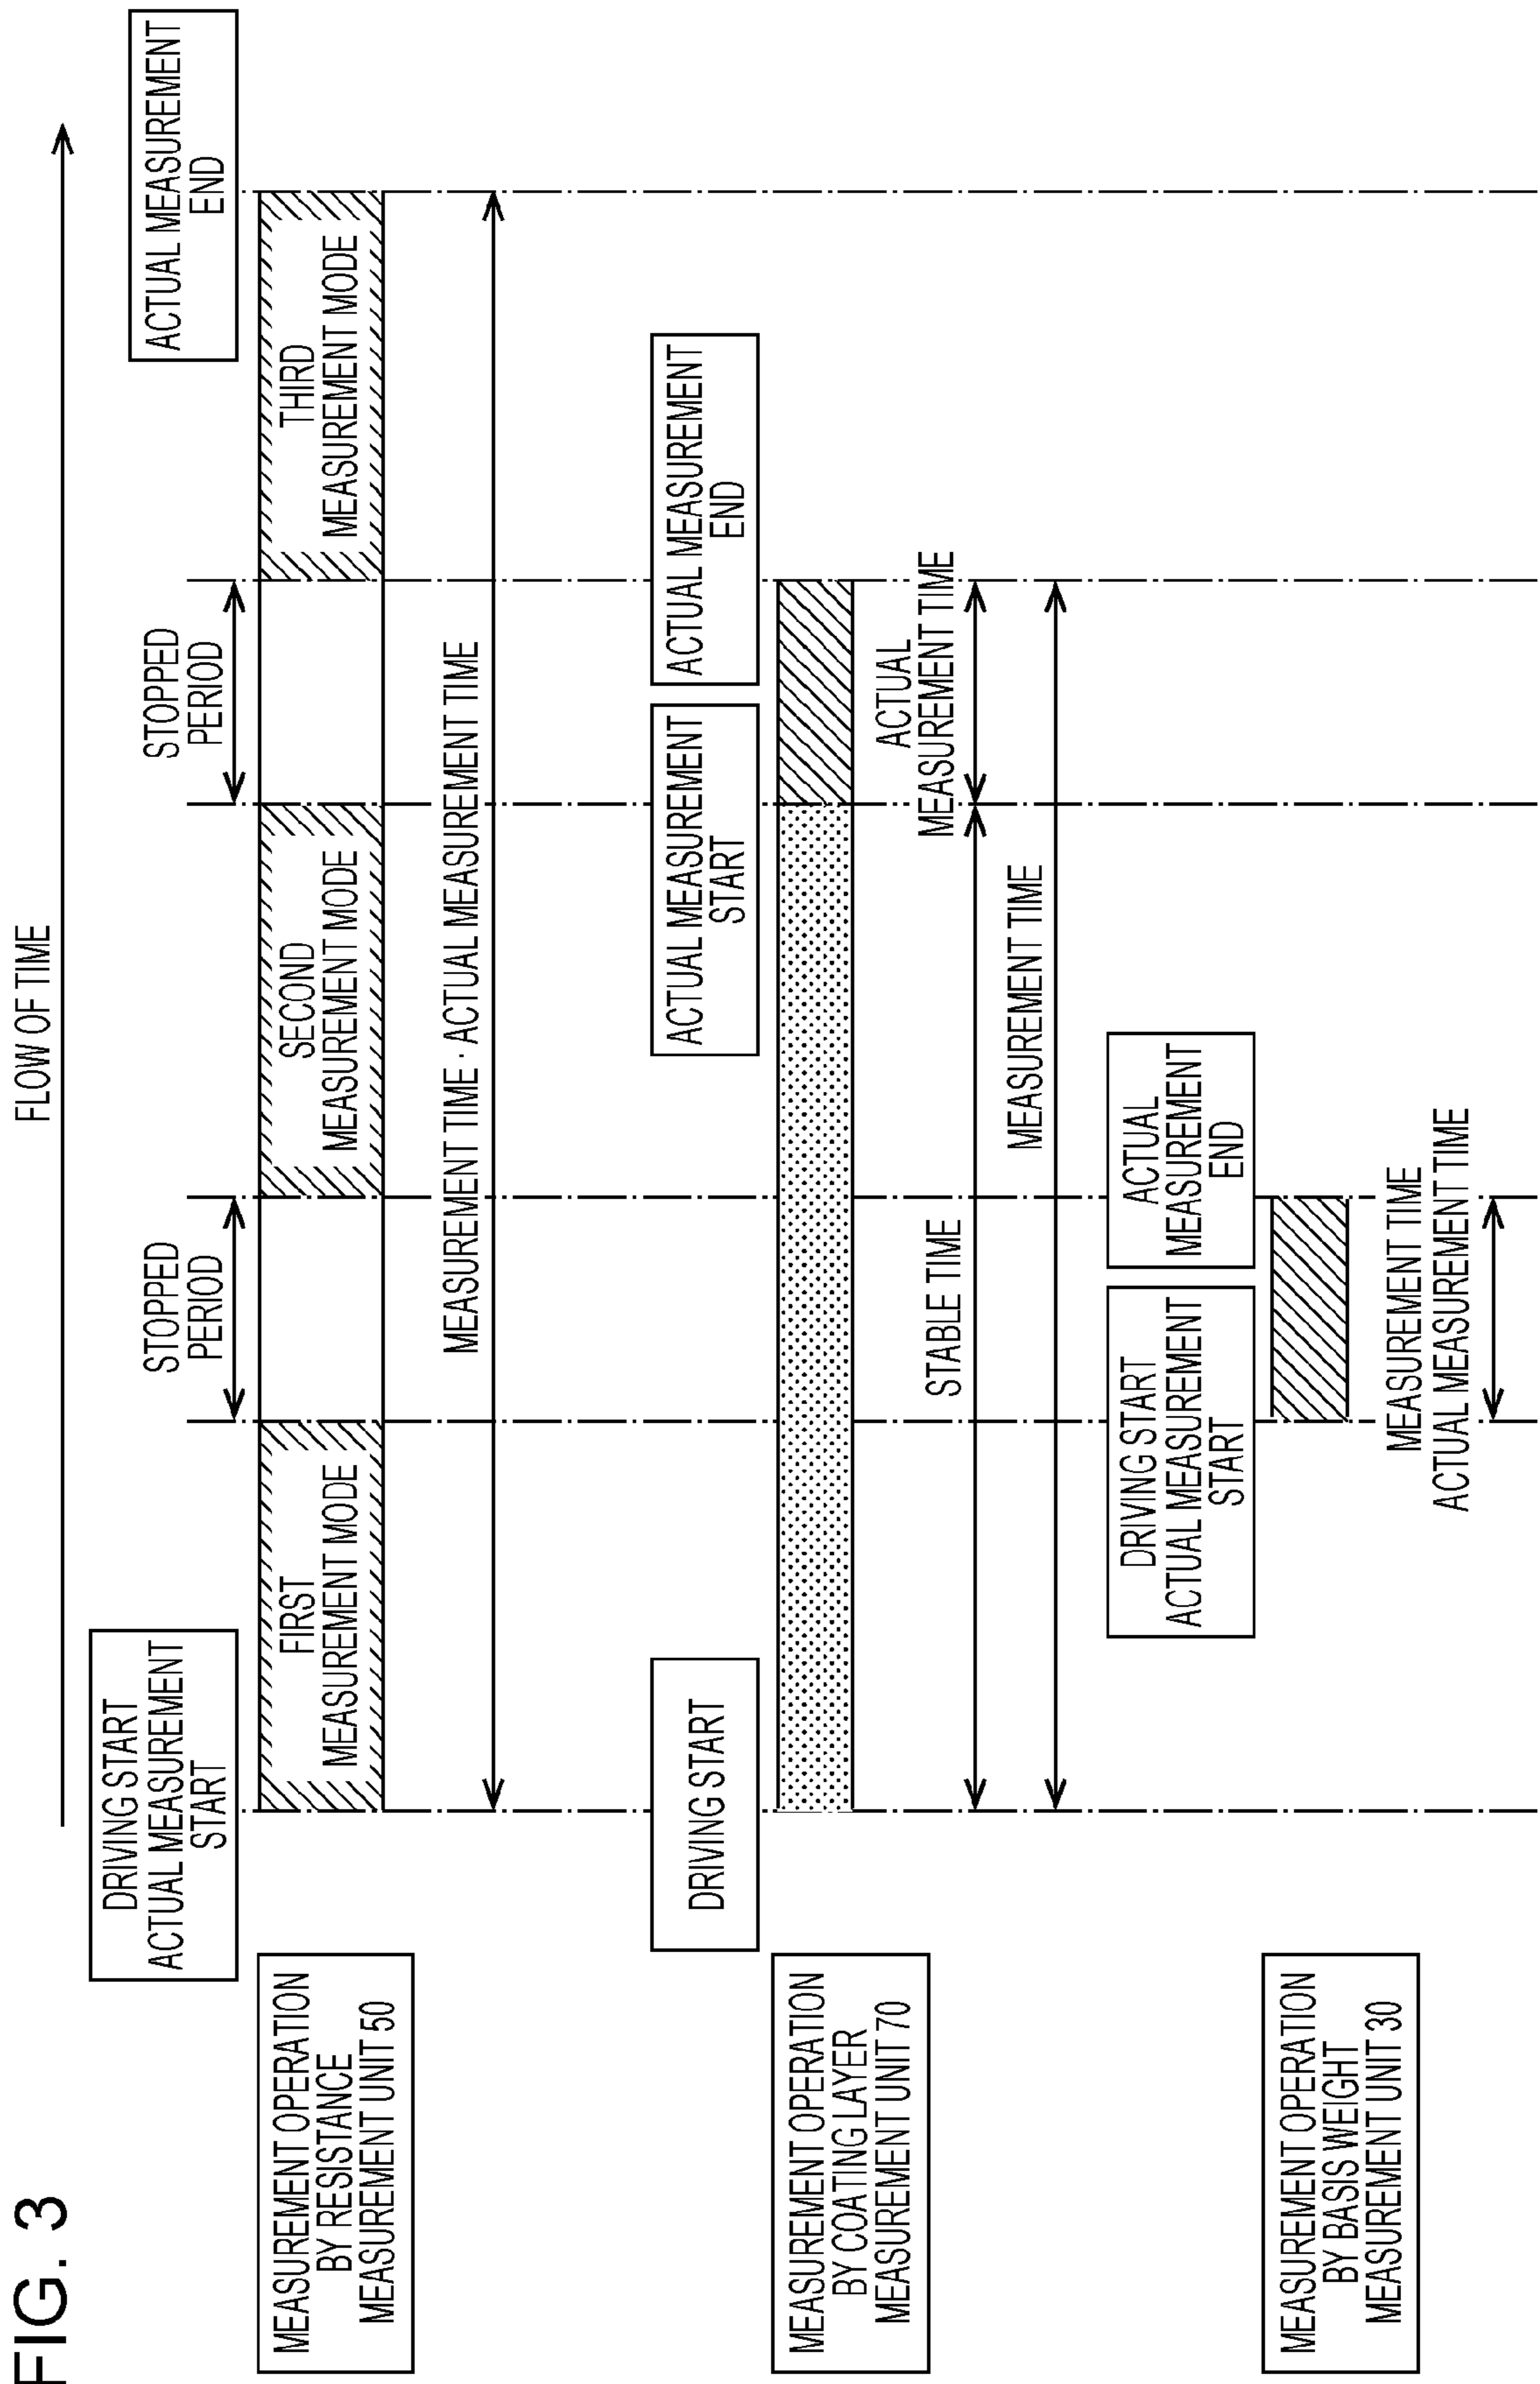 FIG. 3
FLOW OF TIME
DRIVING START
ACTUAL MEASUREMENT
START
STOPPED
PERIOD
STOPPED
PERIOD
ACTUAL MEASUREMENT
END
MEASUREMENT OPERATION
BY RESISTANCE
MEASUREMENT UNIT 50
FIRST
MEASUREMENT MODE
SECOND
MEASUREMENT MODE
THIRD
MEASUREMENT MODE
MEASUREMENT TIME · ACTUAL MEASUREMENT TIME
DRIVING START
ACTUAL MEASUREMENT
START
ACTUAL MEASUREMENT
END
MEASUREMENT OPERATION
BY COATING LAYER
MEASUREMENT UNIT 70
STABLE TIME
ACTUAL
MEASUREMENT TIME
MEASUREMENT TIME
DRIVING START
ACTUAL MEASUREMENT
START
ACTUAL
MEASUREMENT
END
MEASUREMENT OPERATION
BY BASIS WEIGHT
MEASUREMENT UNIT 30
MEASUREMENT TIME
ACTUAL MEASUREMENT TIME